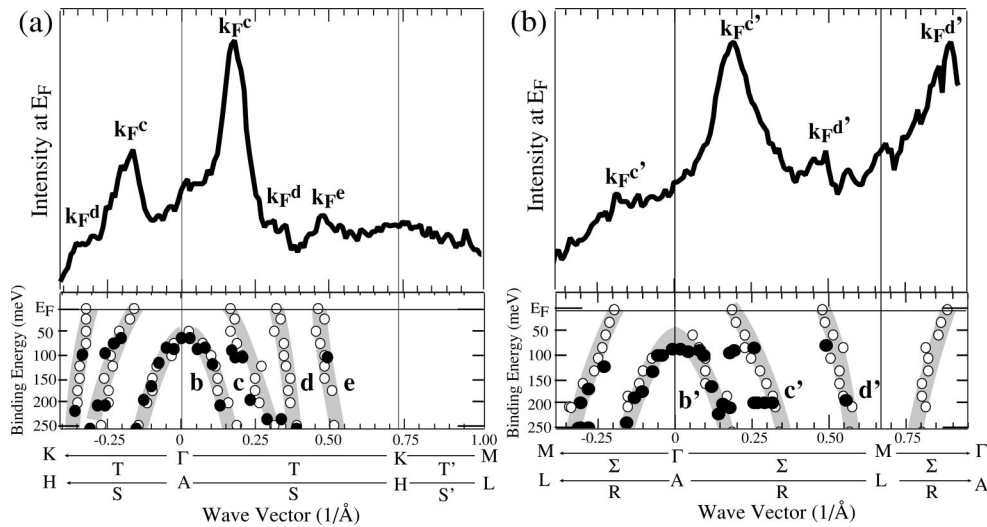 (a)
k_F^c
k_F^c
k_F^d
k_F^d
k_F^e
Intensity at E_F
E_F
50
100
150
200
250
Binding Energy (meV)
b c d e
-0.25 0 0.25 0.50 0.75 1.00
K Γ K M
T T T'
H A H L
S S S'
Wave Vector (1/Å)
(b)
k_F^c'
k_F^d'
k_F^d'
k_F^c'
Intensity at E_F
E_F
50
100
150
200
250
Binding Energy (meV)
b' c' d'
-0.25 0 0.25 0.50 0.75
M Γ M Γ
Σ Σ Σ
L A L A
R R R
Wave Vector (1/Å)